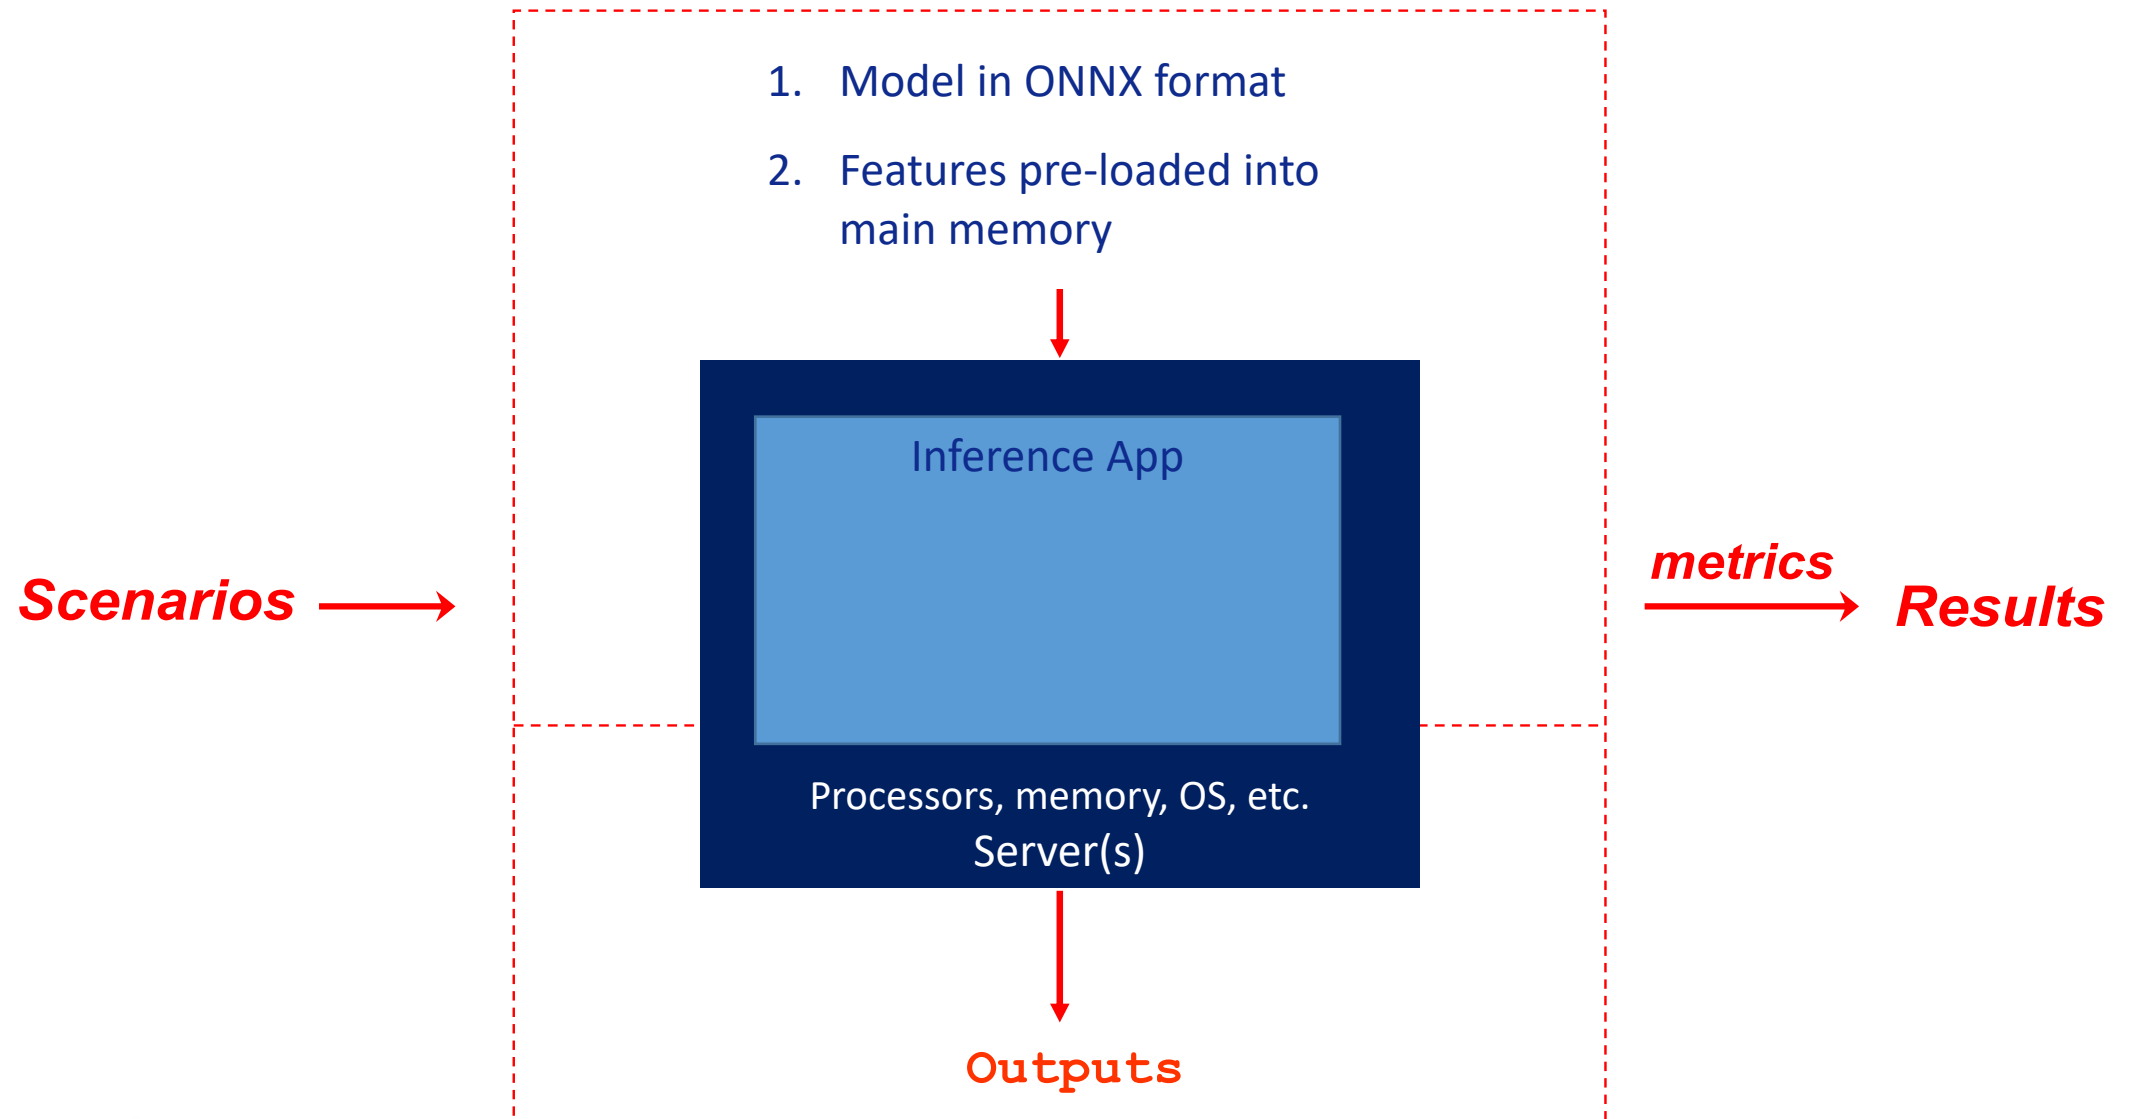 1. Model in ONNX format
2. Features pre-loaded into
main memory
Inference App
Scenarios
metrics
Results
Processors, memory, OS, etc.
Server(s)
Outputs